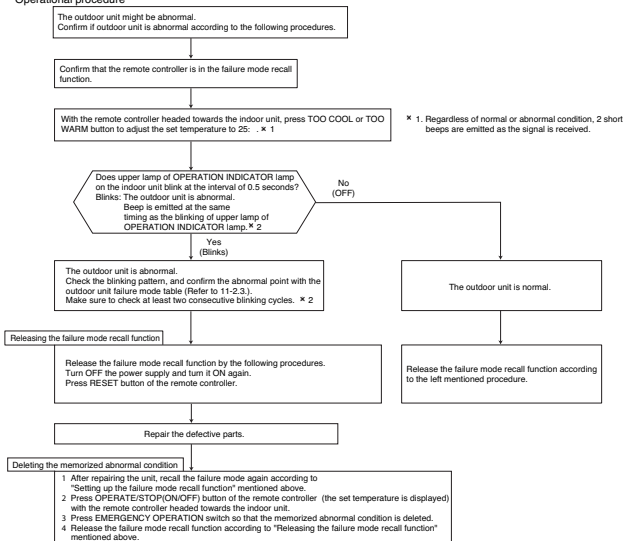 Operational procedure
The outdoor unit might be abnormal.
Confirm if outdoor unit is abnormal according to the following procedures.
Confirm that the remote controller is in the failure mode recall
function.
With the remote controller headed towards the indoor unit, press TOO COOL or TOO
WARM button to adjust the set temperature to 25: . × 1
× 1. Regardless of normal or abnormal condition, 2 short
beeps are emitted as the signal is received.
Does upper lamp of OPERATION INDICATOR lamp
on the indoor unit blink at the interval of 0.5 seconds?
Blinks: The outdoor unit is abnormal.
Beep is emitted at the same
timing as the blinking of upper lamp of
OPERATION INDICATOR lamp. × 2
No
(OFF)
Yes
(Blinks)
The outdoor unit is abnormal.
Check the blinking pattern, and confirm the abnormal point with the
outdoor unit failure mode table (Refer to 11-2.3.).
Make sure to check at least two consecutive blinking cycles. × 2
The outdoor unit is normal.
Releasing the failure mode recall function
Release the failure mode recall function by the following procedures.
Turn OFF the power supply and turn it ON again.
Press RESET button of the remote controller.
Release the failure mode recall function according
to the left mentioned procedure.
Repair the defective parts.
Deleting the memorized abnormal condition
1 After repairing the unit, recall the failure mode again according to
"Setting up the failure mode recall function" mentioned above.
2 Press OPERATE/STOP(ON/OFF) button of the remote controller (the set temperature is displayed)
with the remote controller headed towards the indoor unit.
3 Press EMERGENCY OPERATION switch so that the memorized abnormal condition is deleted.
4 Release the failure mode recall function according to "Releasing the failure mode recall function"
mentioned above.